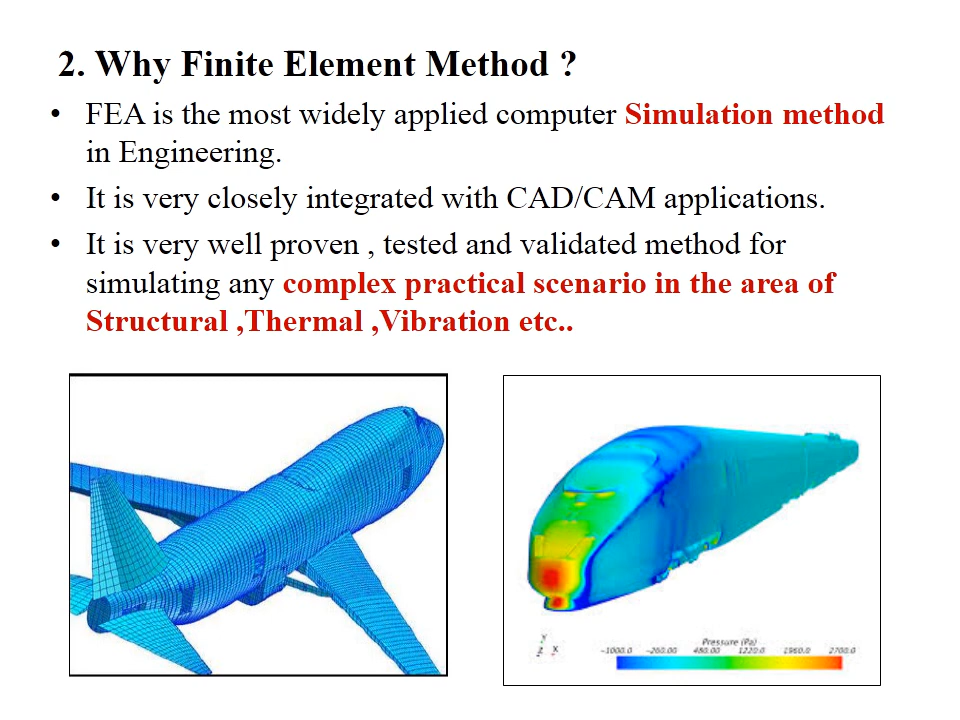 2. Why Finite Element Method ?
• FEA is the most widely applied computer Simulation method
in Engineering.
• It is very closely integrated with CAD/CAM applications.
• It is very well proven , tested and validated method for
simulating any complex practical scenario in the area of
Structural ,Thermal ,Vibration etc..
Y
Z X
Pressure (Pa)
-1000.0 -260.00 480.00 1220.0 1960.0 2700.0